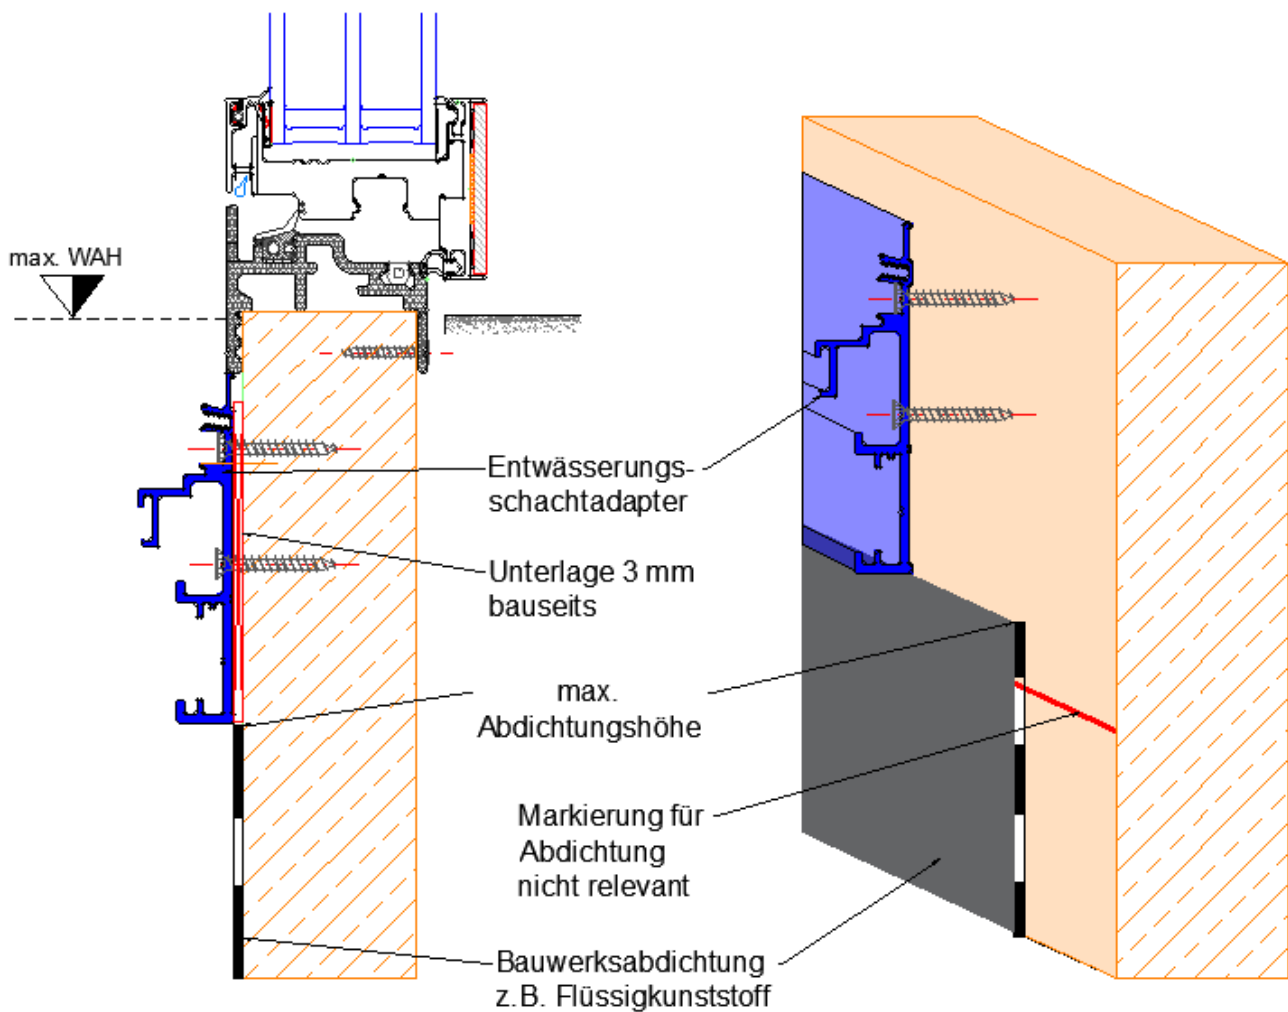 max. WAH
Entwässerungs-
schachtadapter
Unterlage 3 mm
bauseits
max.
Abdichtungshöhe
Markierung für
Abdichtung
nicht relevant
Bauwerksabdichtung
z.B. Flüssigkunststoff